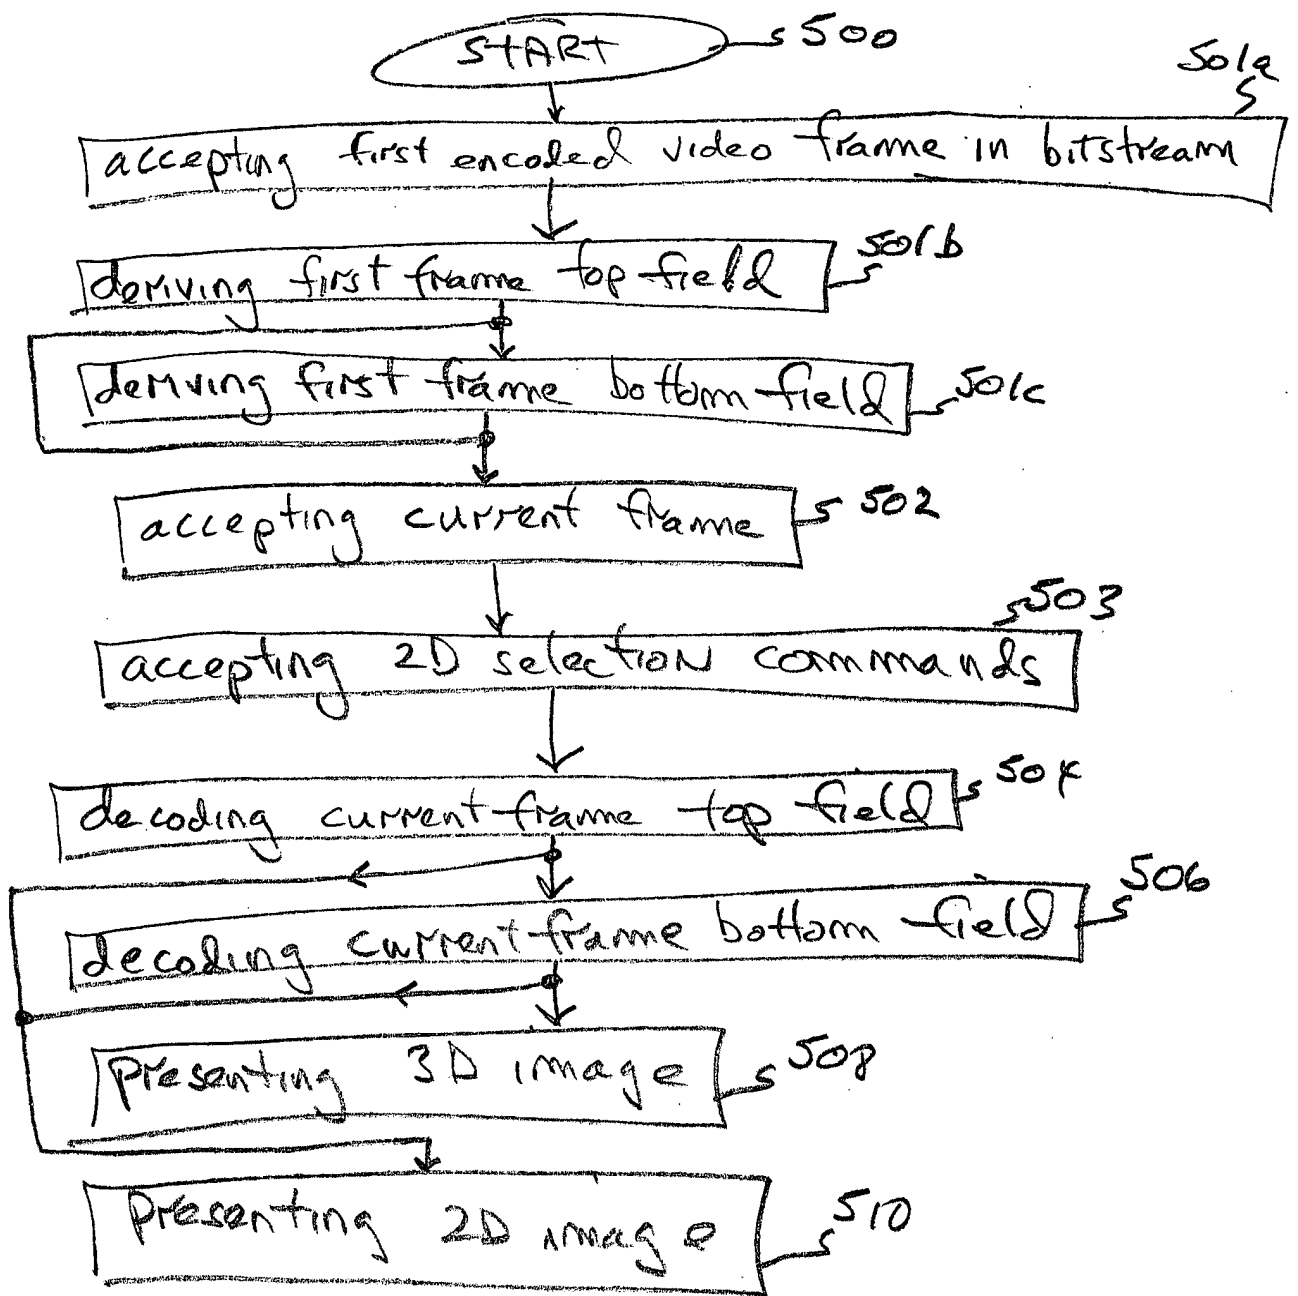 START 500
501a
accepting first encoded video frame in bitstream
deriving first frame top field 501b
deriving first frame bottom field 501c
accepting current frame 502
503
accepting 2D selection commands
decoding current frame top field 504
decoding current frame bottom field 506
presenting 3D image 508
presenting 2D image 510